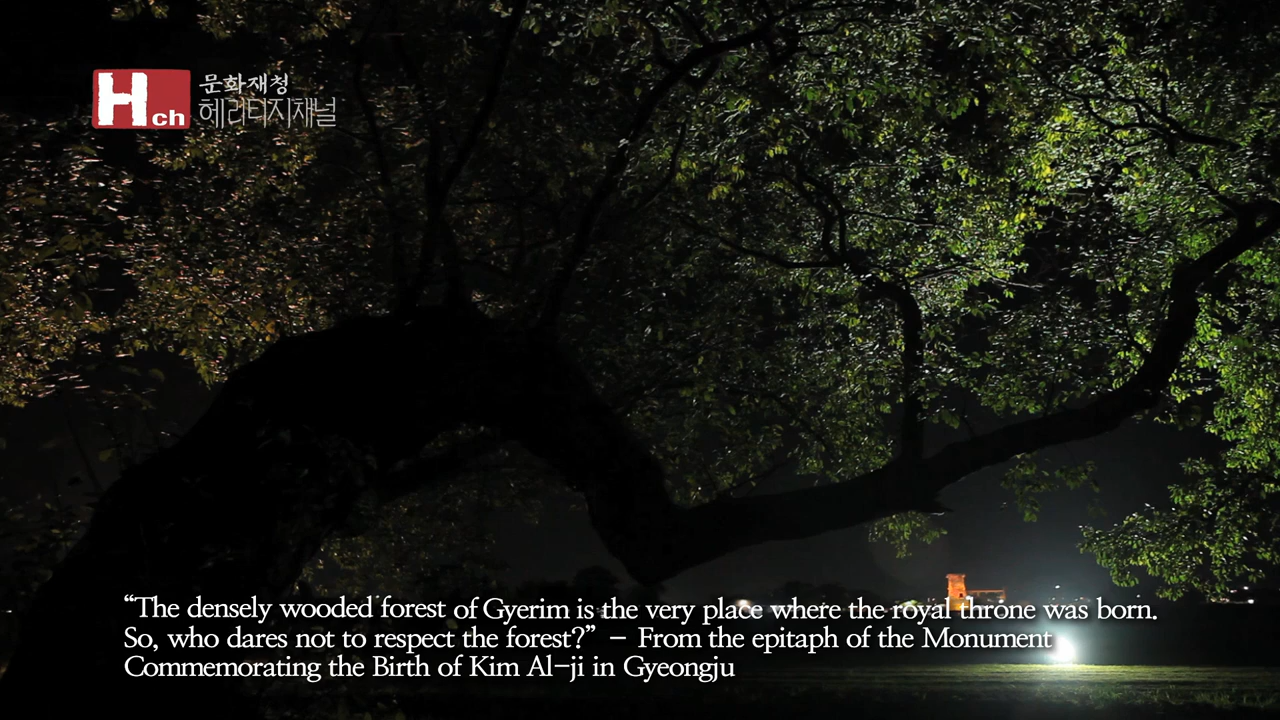 H ch
문화재청
헤리티지채널
“The densely wooded forest of Gyerim is the very place where the royal throne was born.
So, who dares not to respect the forest?” - From the epitaph of the Monument
Commemorating the Birth of Kim Al-ji in Gyeongju